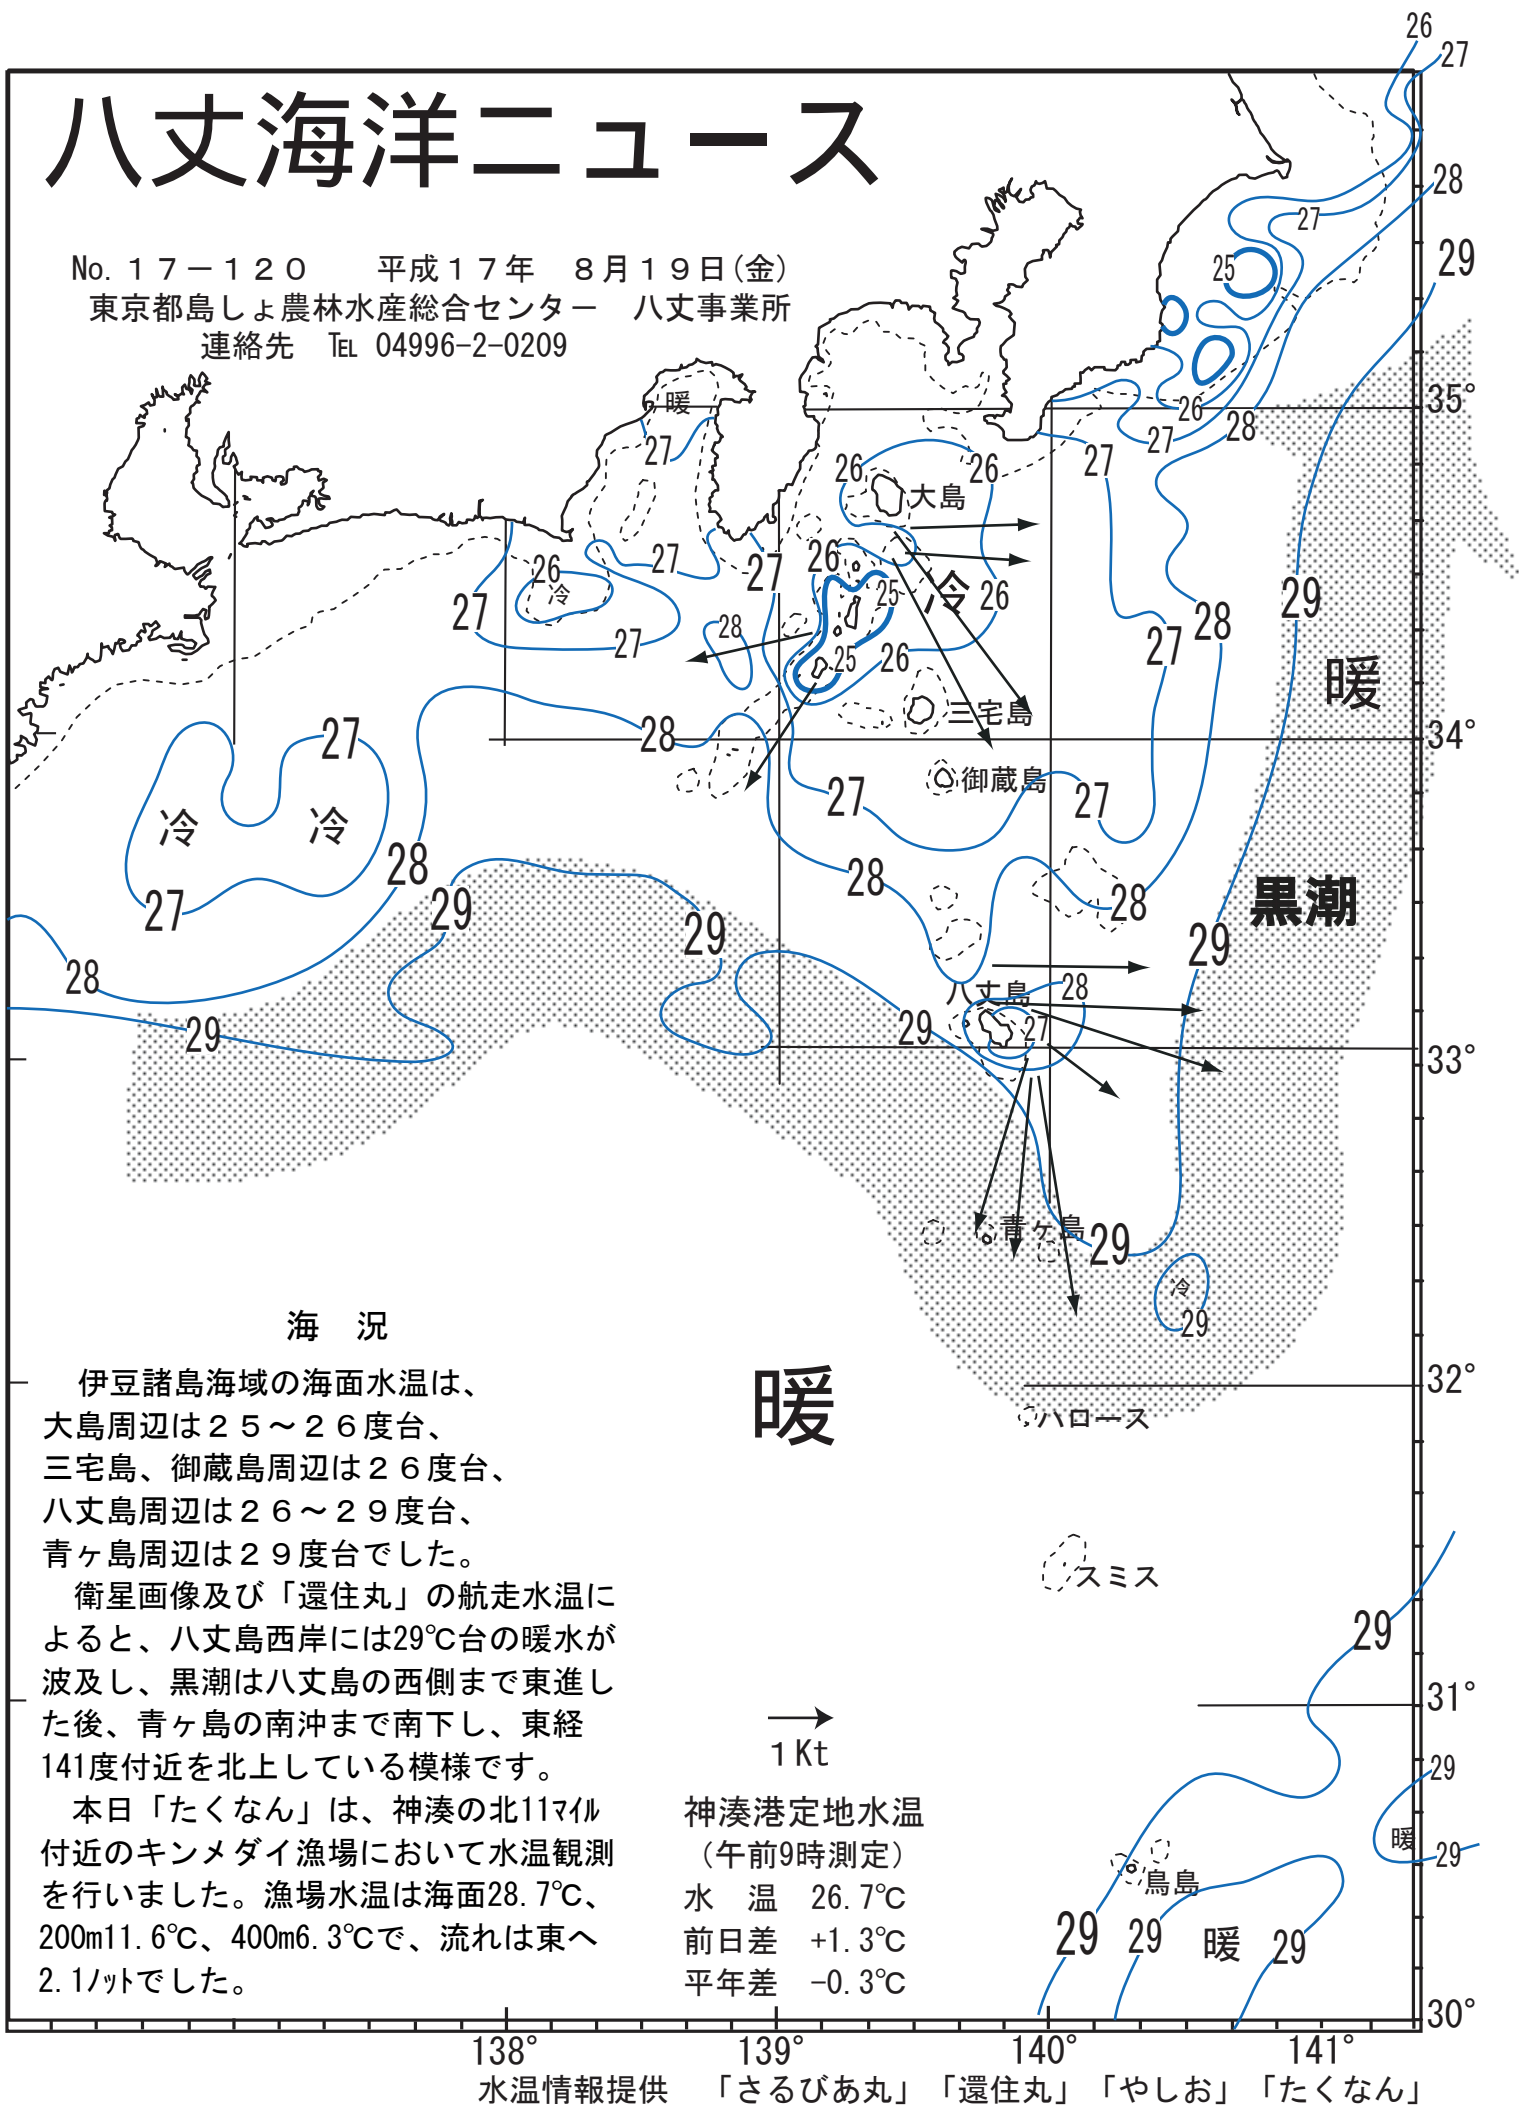 八丈海洋ニュース
No. 17－120　平成17年　8月19日(金)
東京都島しょ農林水産総合センター　八丈事業所
連絡先　℡ 04996-2-0209
26
27
28
29
27
25
26
27
28
35°
暖
27
26
26
大島
27
26
冷
27
27
27
28
27
26
25
冷
26
25
26
27
28
29
暖
三宅島
34°
28
27
冷
冷
27
28
御蔵島
27
27
28
28
29
29
黒潮
29
28
29
八丈島
28
27
29
33°
青ヶ島
29
冷
29
32°
ハロース
暖
スミス
29
31°
29
暖
29
鳥島
29
29
暖
29
30°
海　況
伊豆諸島海域の海面水温は、
大島周辺は２５～２６度台、
三宅島、御蔵島周辺は２６度台、
八丈島周辺は２６～２９度台、
青ヶ島周辺は２９度台でした。
衛星画像及び「還住丸」の航走水温に
よると、八丈島西岸には29℃台の暖水が
波及し、黒潮は八丈島の西側まで東進し
た後、青ヶ島の南沖まで南下し、東経
141度付近を北上している模様です。
本日「たくなん」は、神湊の北11ﾏｲﾙ
付近のキンメダイ漁場において水温観測
を行いました。漁場水温は海面28.7℃、
200m11.6℃、400m6.3℃で、流れは東へ
2.1ﾉｯﾄでした。
1 Kt
神湊港定地水温
（午前9時測定）
水　温　26.7℃
前日差　+1.3℃
平年差　-0.3℃
138°　139°　140°　141°
水温情報提供　「さるびあ丸」「還住丸」「やしお」「たくなん」